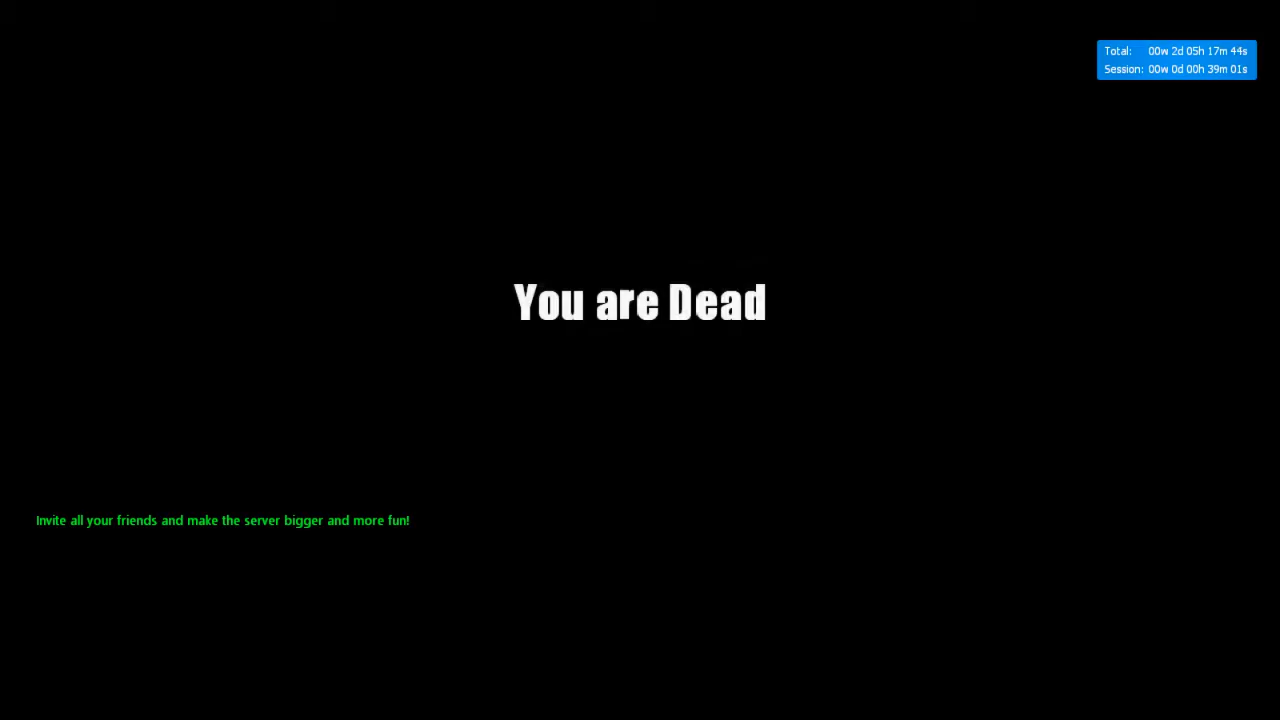 Total: 00w 2d 05h 17m 44s
Session: 00w 0d 00h 39m 01s
You are Dead
Invite all your friends and make the server bigger and more fun!